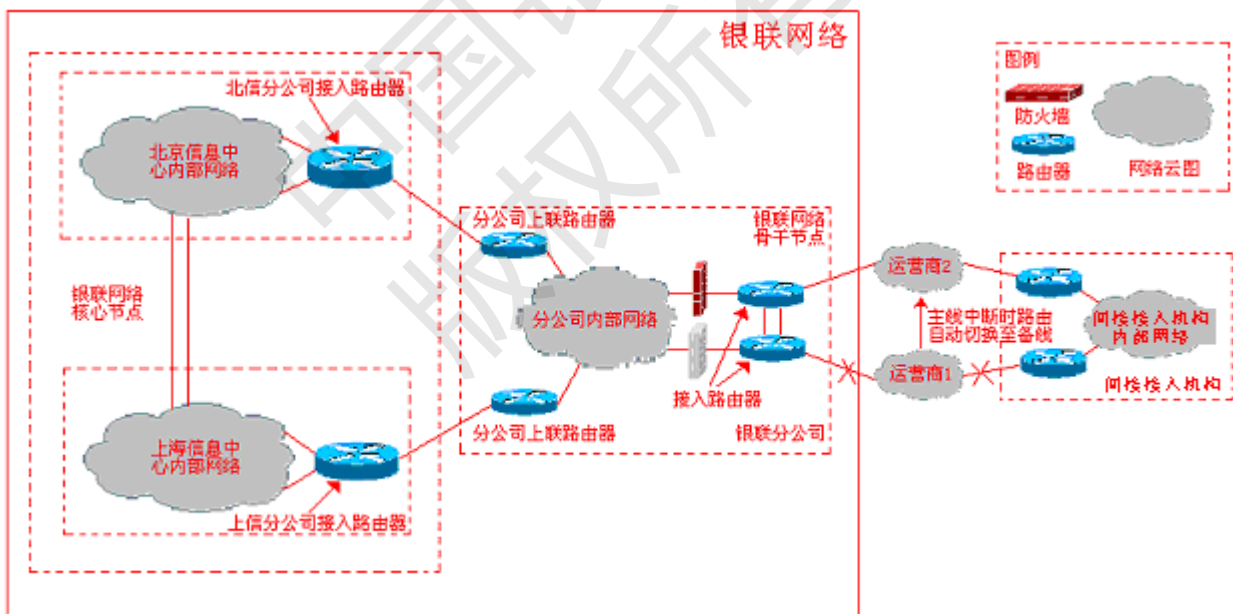 银联网络
北信分公司接入路由器
北京信息中
心内部网络
银联网络
核心节点
上海信息中
心内部网络
上信分公司接入路由器
分公司上联路由器
银联网络
骨干节点
分公司内部网络
接入路由器
分公司上联路由器
银联分公司
运营商2
主线中断时路由
自动切换至备线
运营商1
间接接入机构
内部网络
间接接入机构
图例
防火墙
路由器
网络云图
中国银
版权所有